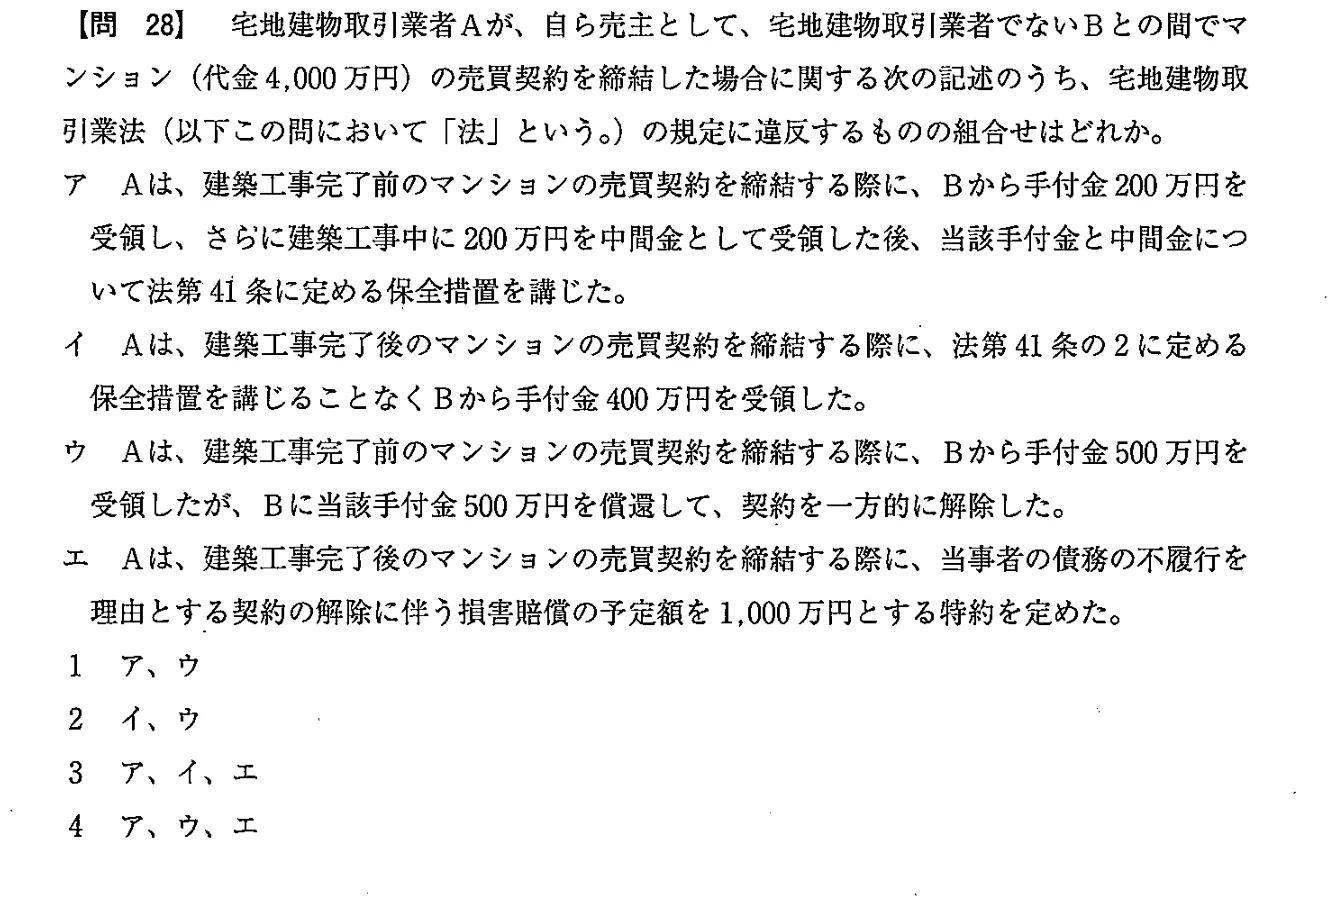 【問　28】　宅地建物取引業者Aが、自ら売主として、宅地建物取引業者でないBとの間でマ
ンション（代金4,000万円）の売買契約を締結した場合に関する次の記述のうち、宅地建物取
引業法（以下この問において「法」という。）の規定に違反するものの組合せはどれか。
ア　Aは、建築工事完了前のマンションの売買契約を締結する際に、Bから手付金200万円を
受領し、さらに建築工事中に200万円を中間金として受領した後、当該手付金と中間金につ
いて法第41条に定める保全措置を講じた。
イ　Aは、建築工事完了後のマンションの売買契約を締結する際に、法第41条の2に定める
保全措置を講じることなくBから手付金400万円を受領した。
ウ　Aは、建築工事完了前のマンションの売買契約を締結する際に、Bから手付金500万円を
受領したが、Bに当該手付金500万円を償還して、契約を一方的に解除した。
エ　Aは、建築工事完了後のマンションの売買契約を締結する際に、当事者の債務の不履行を
理由とする契約の解除に伴う損害賠償の予定額を1,000万円とする特約を定めた。
1　ア、ウ
2　イ、ウ
3　ア、イ、エ
4　ア、ウ、エ